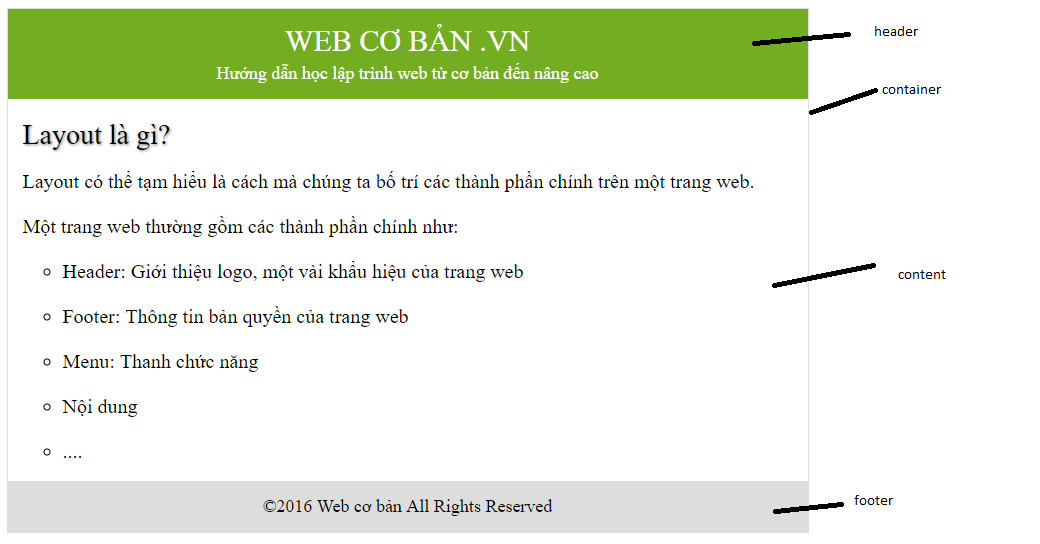 WEB CƠ BẢN .VN
header
Hướng dẫn học lập trình web từ cơ bản đến nâng cao
container
Layout là gì?
Layout có thể tạm hiểu là cách mà chúng ta bố trí các thành phần chính trên một trang web.
Một trang web thường gồm các thành phần chính như:
Header: Giới thiệu logo, một vài khẩu hiệu của trang web
content
Footer: Thông tin bản quyền của trang web
Menu: Thanh chức năng
Nội dung
....
©2016 Web cơ bản All Rights Reserved
footer